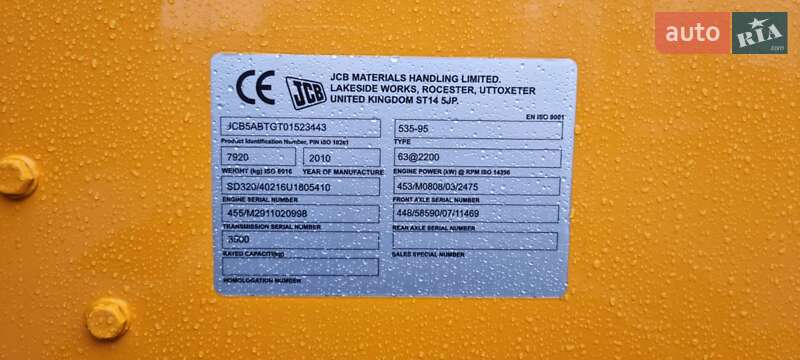 auto RIA
CE JCB JCB MATERIALS HANDLING LIMITED.
LAKESIDE WORKS, ROCESTER, UTTOXETER
UNITED KINGDOM ST14 5JP.
EN ISO 9001
JCB5ABTGT01523443 535-95
Product Identification Number, PIN ISO 10261 TYPE
7920 2010 63@2200
WEIGHT (kg) ISO 6016 YEAR OF MANUFACTURE ENGINE POWER (kW) @ RPM ISO 14396
SD320/40216U1805410 453/M0808/03/2475
ENGINE SERIAL NUMBER FRONT AXLE SERIAL NUMBER
455/M2911020998 448/58590/07/11469
TRANSMISSION SERIAL NUMBER REAR AXLE SERIAL NUMBER
3500
RATED CAPACITY(kg) SALES SPECIAL NUMBER
HOMOLOGATION NUMBER